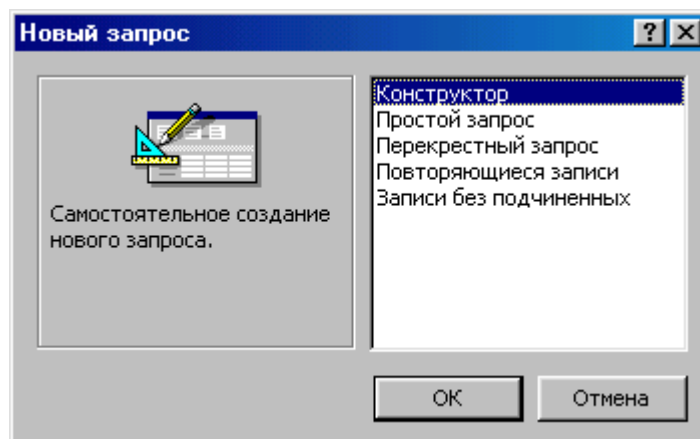 Новый запрос
Самостоятельное создание
нового запроса.
Конструктор
Простой запрос
Перекрестный запрос
Повторяющиеся записи
Записи без подчиненных
ОК
Отмена